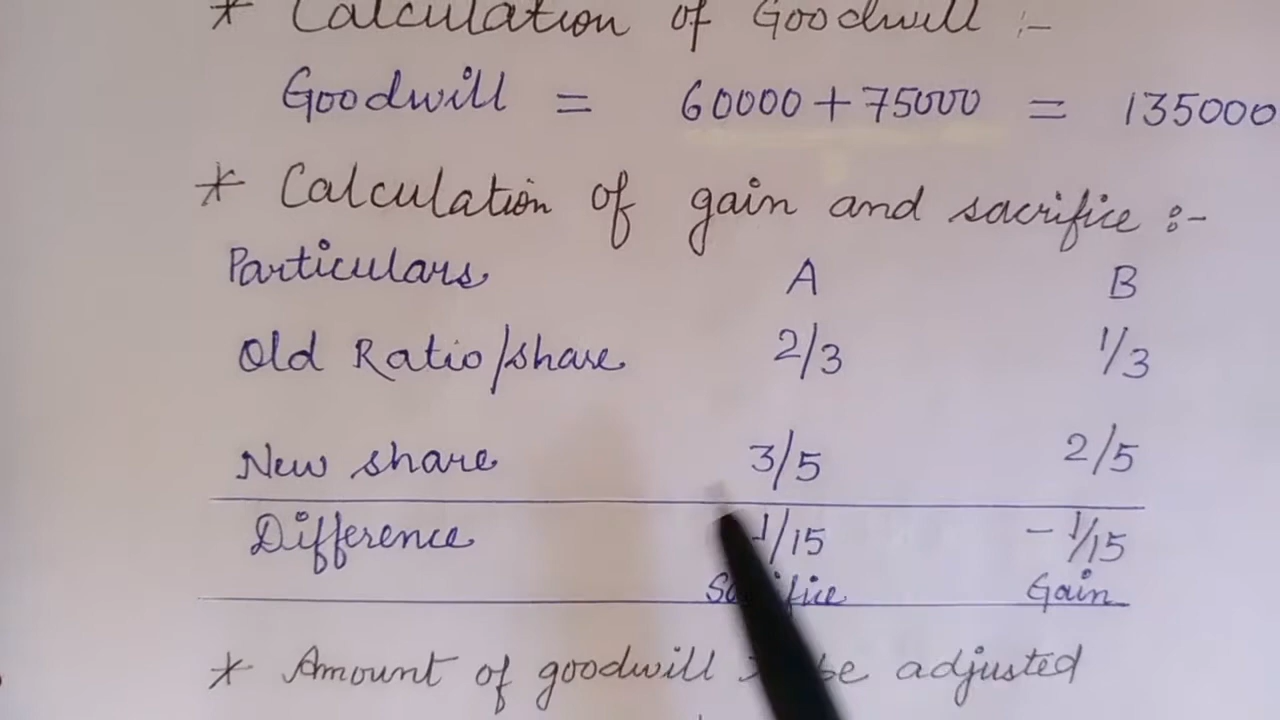 * Calculation of Goodwill :-
Goodwill = 60000 + 75000 = 135000
* Calculation of gain and sacrifice :-
Particulars A B
Old Ratio/share 2/3 1/3
New share 3/5 2/5
Difference 1/15 - 1/15
Gain
* Amount of goodwill be adjusted